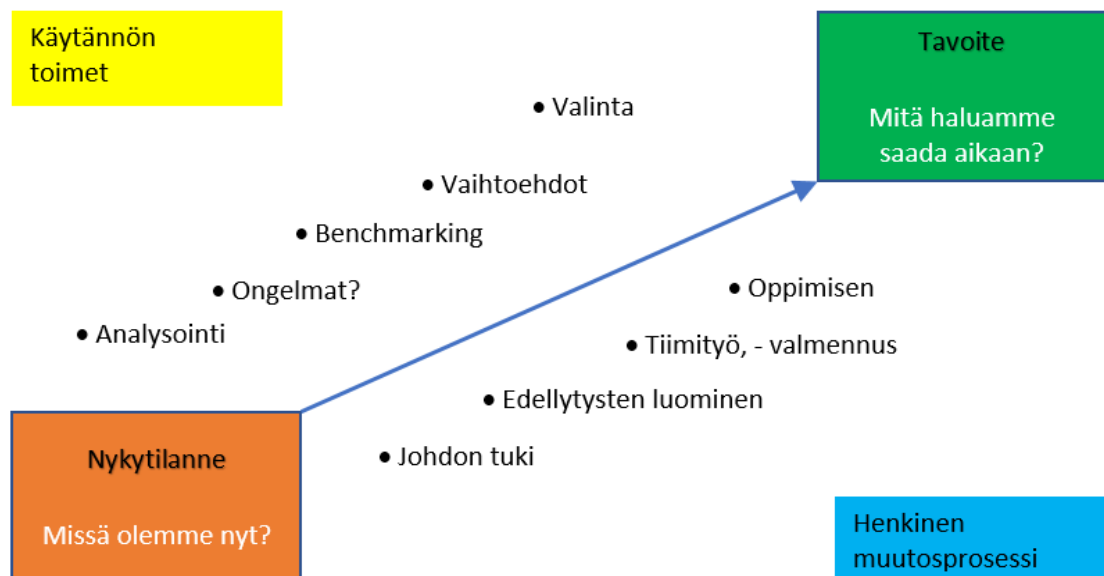 Käytännön
toimet
Tavoite
Mitä haluamme
saada aikaan?
• Valinta
• Vaihtoehdot
• Benchmarking
• Ongelmat?
• Analysointi
• Oppimisen
• Tiimityö, - valmennus
• Edellytysten luominen
• Johdon tuki
Nykytilanne
Missä olemme nyt?
Henkinen
muutosprosessi